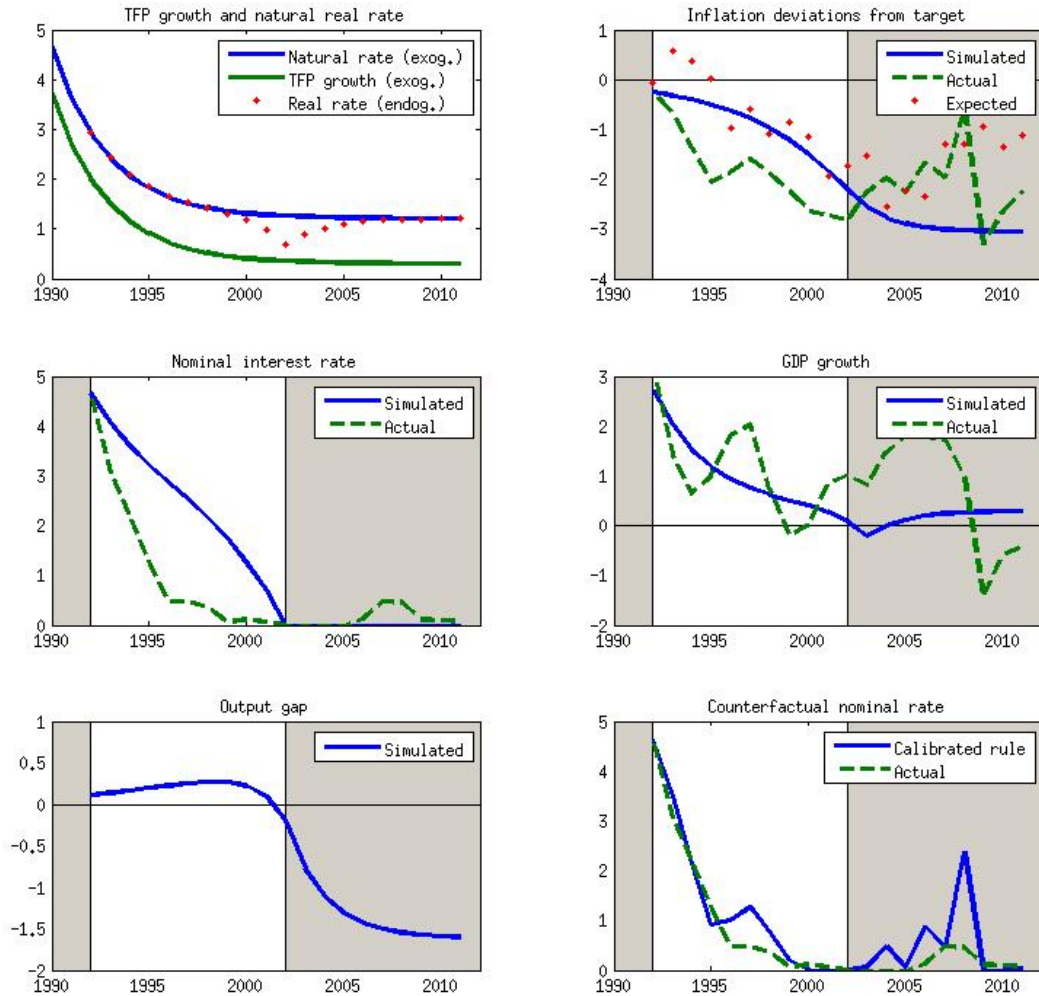 TFP growth and natural real rate
5
4
3
2
1
0
1990 1995 2000 2005 2010
Natural rate (exog.)
TFP growth (exog.)
Real rate (endog.)
Inflation deviations from target
1
0
−1
−2
−3
−4
1990 1995 2000 2005 2010
Simulated
Actual
Expected
Nominal interest rate
5
4
3
2
1
0
1990 1995 2000 2005 2010
Simulated
Actual
GDP growth
3
2
1
0
−1
−2
1990 1995 2000 2005 2010
Simulated
Actual
Output gap
1
0.5
0
−0.5
−1
−1.5
−2
1990 1995 2000 2005 2010
Simulated
Counterfactual nominal rate
5
4
3
2
1
0
1990 1995 2000 2005 2010
Calibrated rule
Actual